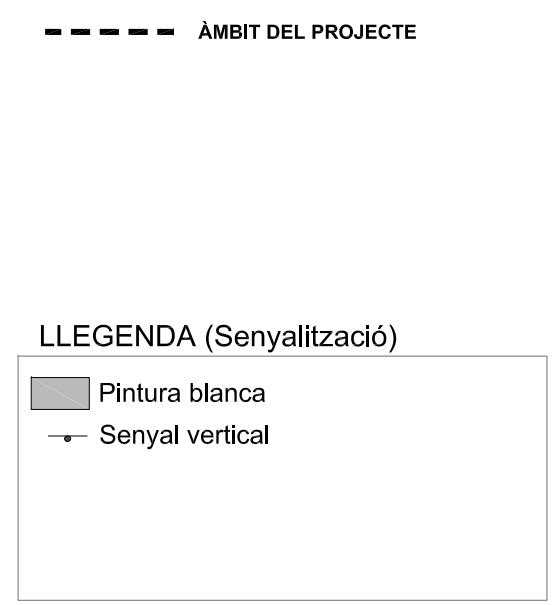 ÀMBIT DEL PROJECTE
LLEGENDA (Senyalització)
Pintura blanca
Senyal vertical